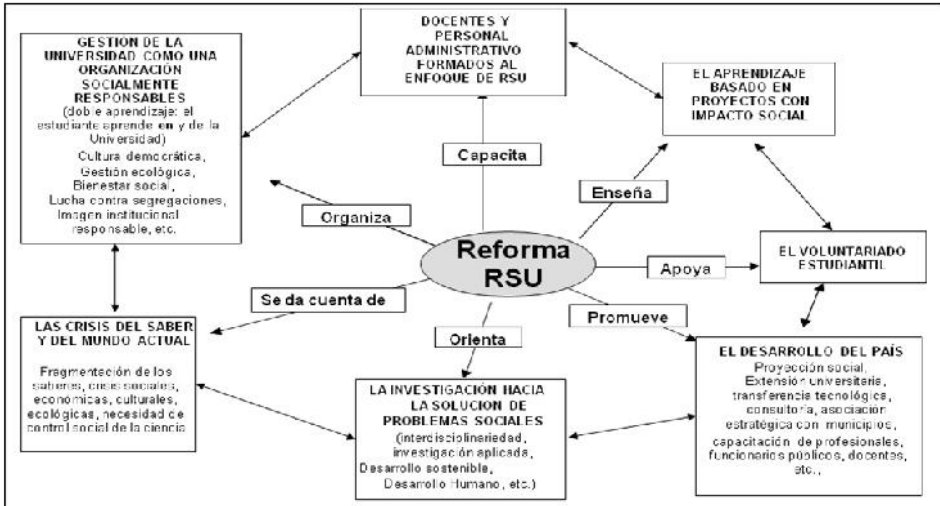 GESTION DE LA
UNIVERSIDAD COMO UNA
ORGANIZACIÓN
SOCIALMENTE
RESPONSABLES
(doble aprendizaje: el
estudiante aprende en y de la
Universidad)
Cultura democrática,
Gestión ecológica,
Bienestar social,
Lucha contra segregaciones,
Imagen institucional
responsable, etc.
DOCENTES Y
PERSONAL
ADMINISTRATIVO
FORMADOS AL
ENFOQUE DE RSU
EL APRENDIZAJE
BASADO EN
PROYECTOS CON
IMPACTO SOCIAL
Capacita
Enseña
Organiza
Reforma
RSU
Apoya
EL VOLUNTARIADO
ESTUDIANTIL
Se da cuenta de
Promueve
Orienta
LAS CRISIS DEL SABER
Y DEL MUNDO ACTUAL
Fragmentación de los
saberes, crisis sociales,
económicas, culturales,
ecológicas, necesidad de
control social de la ciencia
LA INVESTIGACIÓN HACIA
LA SOLUCION DE
PROBLEMAS SOCIALES
(interdisciplinariedad,
investigación aplicada,
Desarrollo sostenible,
Desarrollo Humano, etc.)
EL DESARROLLO DEL PAÍS
Proyección social,
Extensión universitaria,
transferencia tecnológica,
consultoría, asociación
estratégica con municipios,
capacitación de profesionales,
funcionarios públicos, docentes,
etc.,